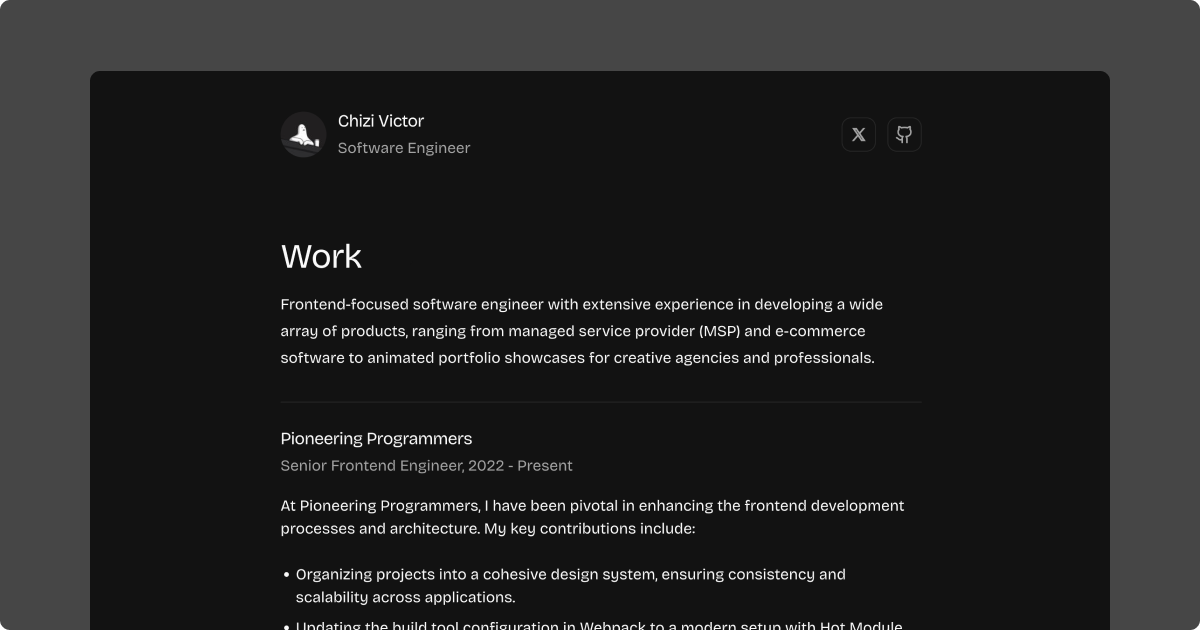 Chizi Victor
Software Engineer
Work
Frontend-focused software engineer with extensive experience in developing a wide
array of products, ranging from managed service provider (MSP) and e-commerce
software to animated portfolio showcases for creative agencies and professionals.
Pioneering Programmers
Senior Frontend Engineer, 2022 - Present
At Pioneering Programmers, I have been pivotal in enhancing the frontend development
processes and architecture. My key contributions include:
• Organizing projects into a cohesive design system, ensuring consistency and
scalability across applications.
• Updating the build tool configuration in Webpack to a modern setup with Hot Module